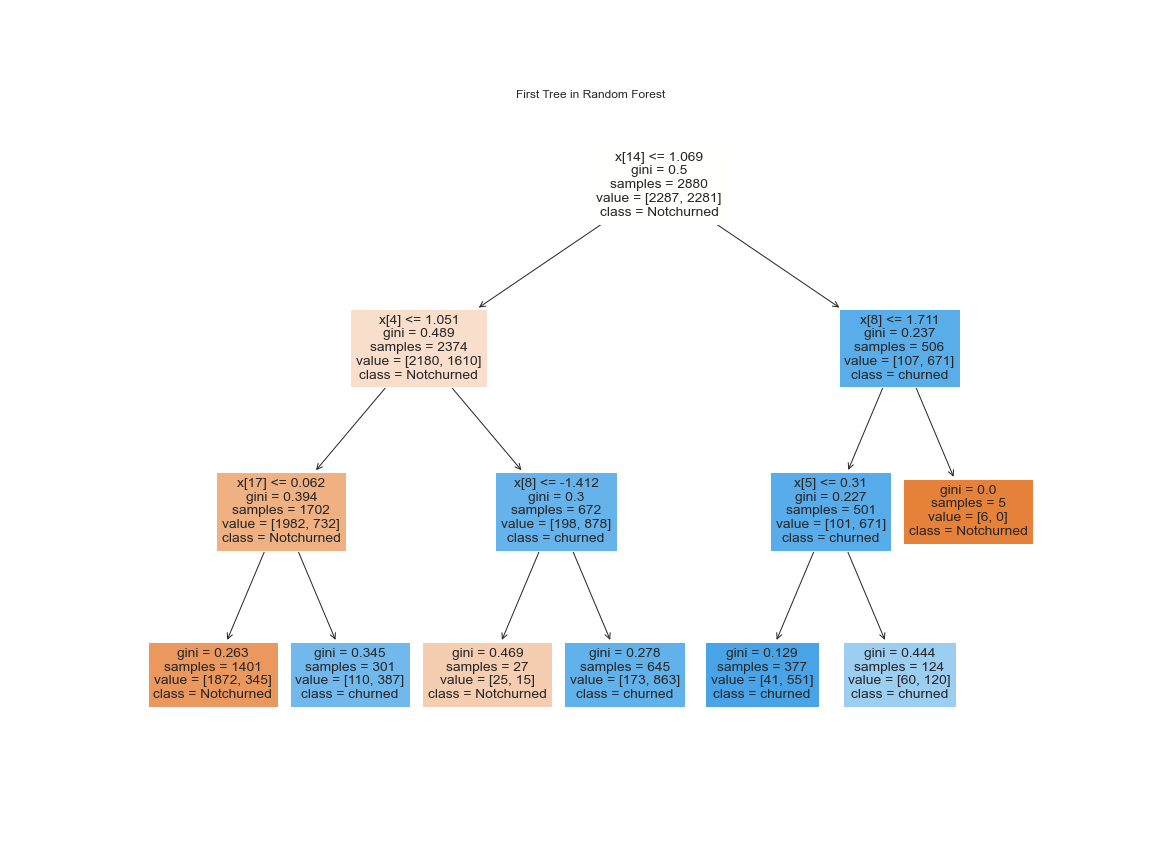 First Tree in Random Forest
x[14] <= 1.069
gini = 0.5
samples = 2880
value = [2287, 2281]
class = Notchurned
x[4] <= 1.051
gini = 0.489
samples = 2374
value = [2180, 1610]
class = Notchurned
x[8] <= 1.711
gini = 0.237
samples = 506
value = [107, 671]
class = churned
x[17] <= 0.062
gini = 0.394
samples = 1702
value = [1982, 732]
class = Notchurned
x[8] <= -1.412
gini = 0.3
samples = 672
value = [198, 878]
class = churned
x[5] <= 0.31
gini = 0.227
samples = 501
value = [101, 671]
class = churned
gini = 0.0
samples = 5
value = [6, 0]
class = Notchurned
gini = 0.263
samples = 1401
value = [1872, 345]
class = Notchurned
gini = 0.345
samples = 301
value = [110, 387]
class = churned
gini = 0.469
samples = 27
value = [25, 15]
class = Notchurned
gini = 0.278
samples = 645
value = [173, 863]
class = churned
gini = 0.129
samples = 377
value = [41, 551]
class = churned
gini = 0.444
samples = 124
value = [60, 120]
class = churned